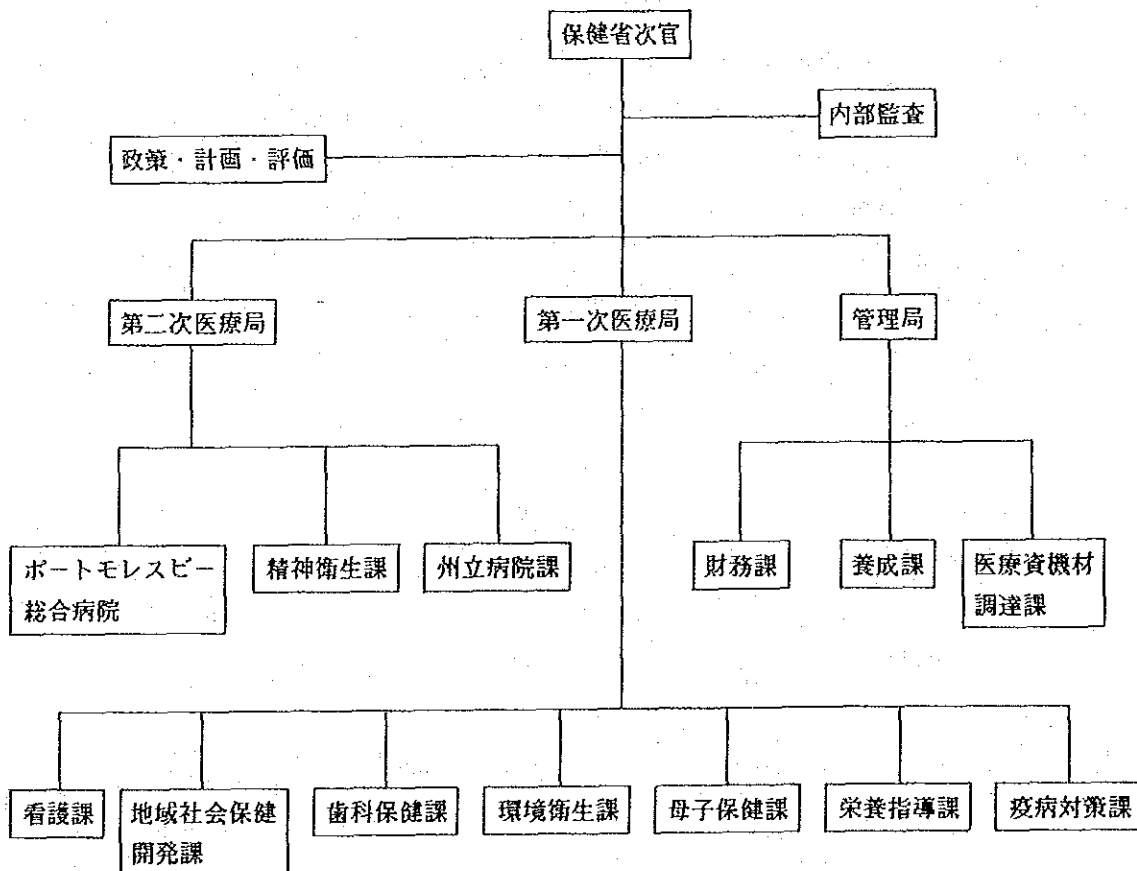 保健省次官
内部監査
政策・計画・評価
第二次医療局
第一次医療局
管理局
ポートモレスビー
総合病院
精神衛生課
州立病院課
財務課
養成課
医療資機材
調達課
看護課
地域社会保健
開発課
歯科保健課
環境衛生課
母子保健課
栄養指導課
疫病対策課